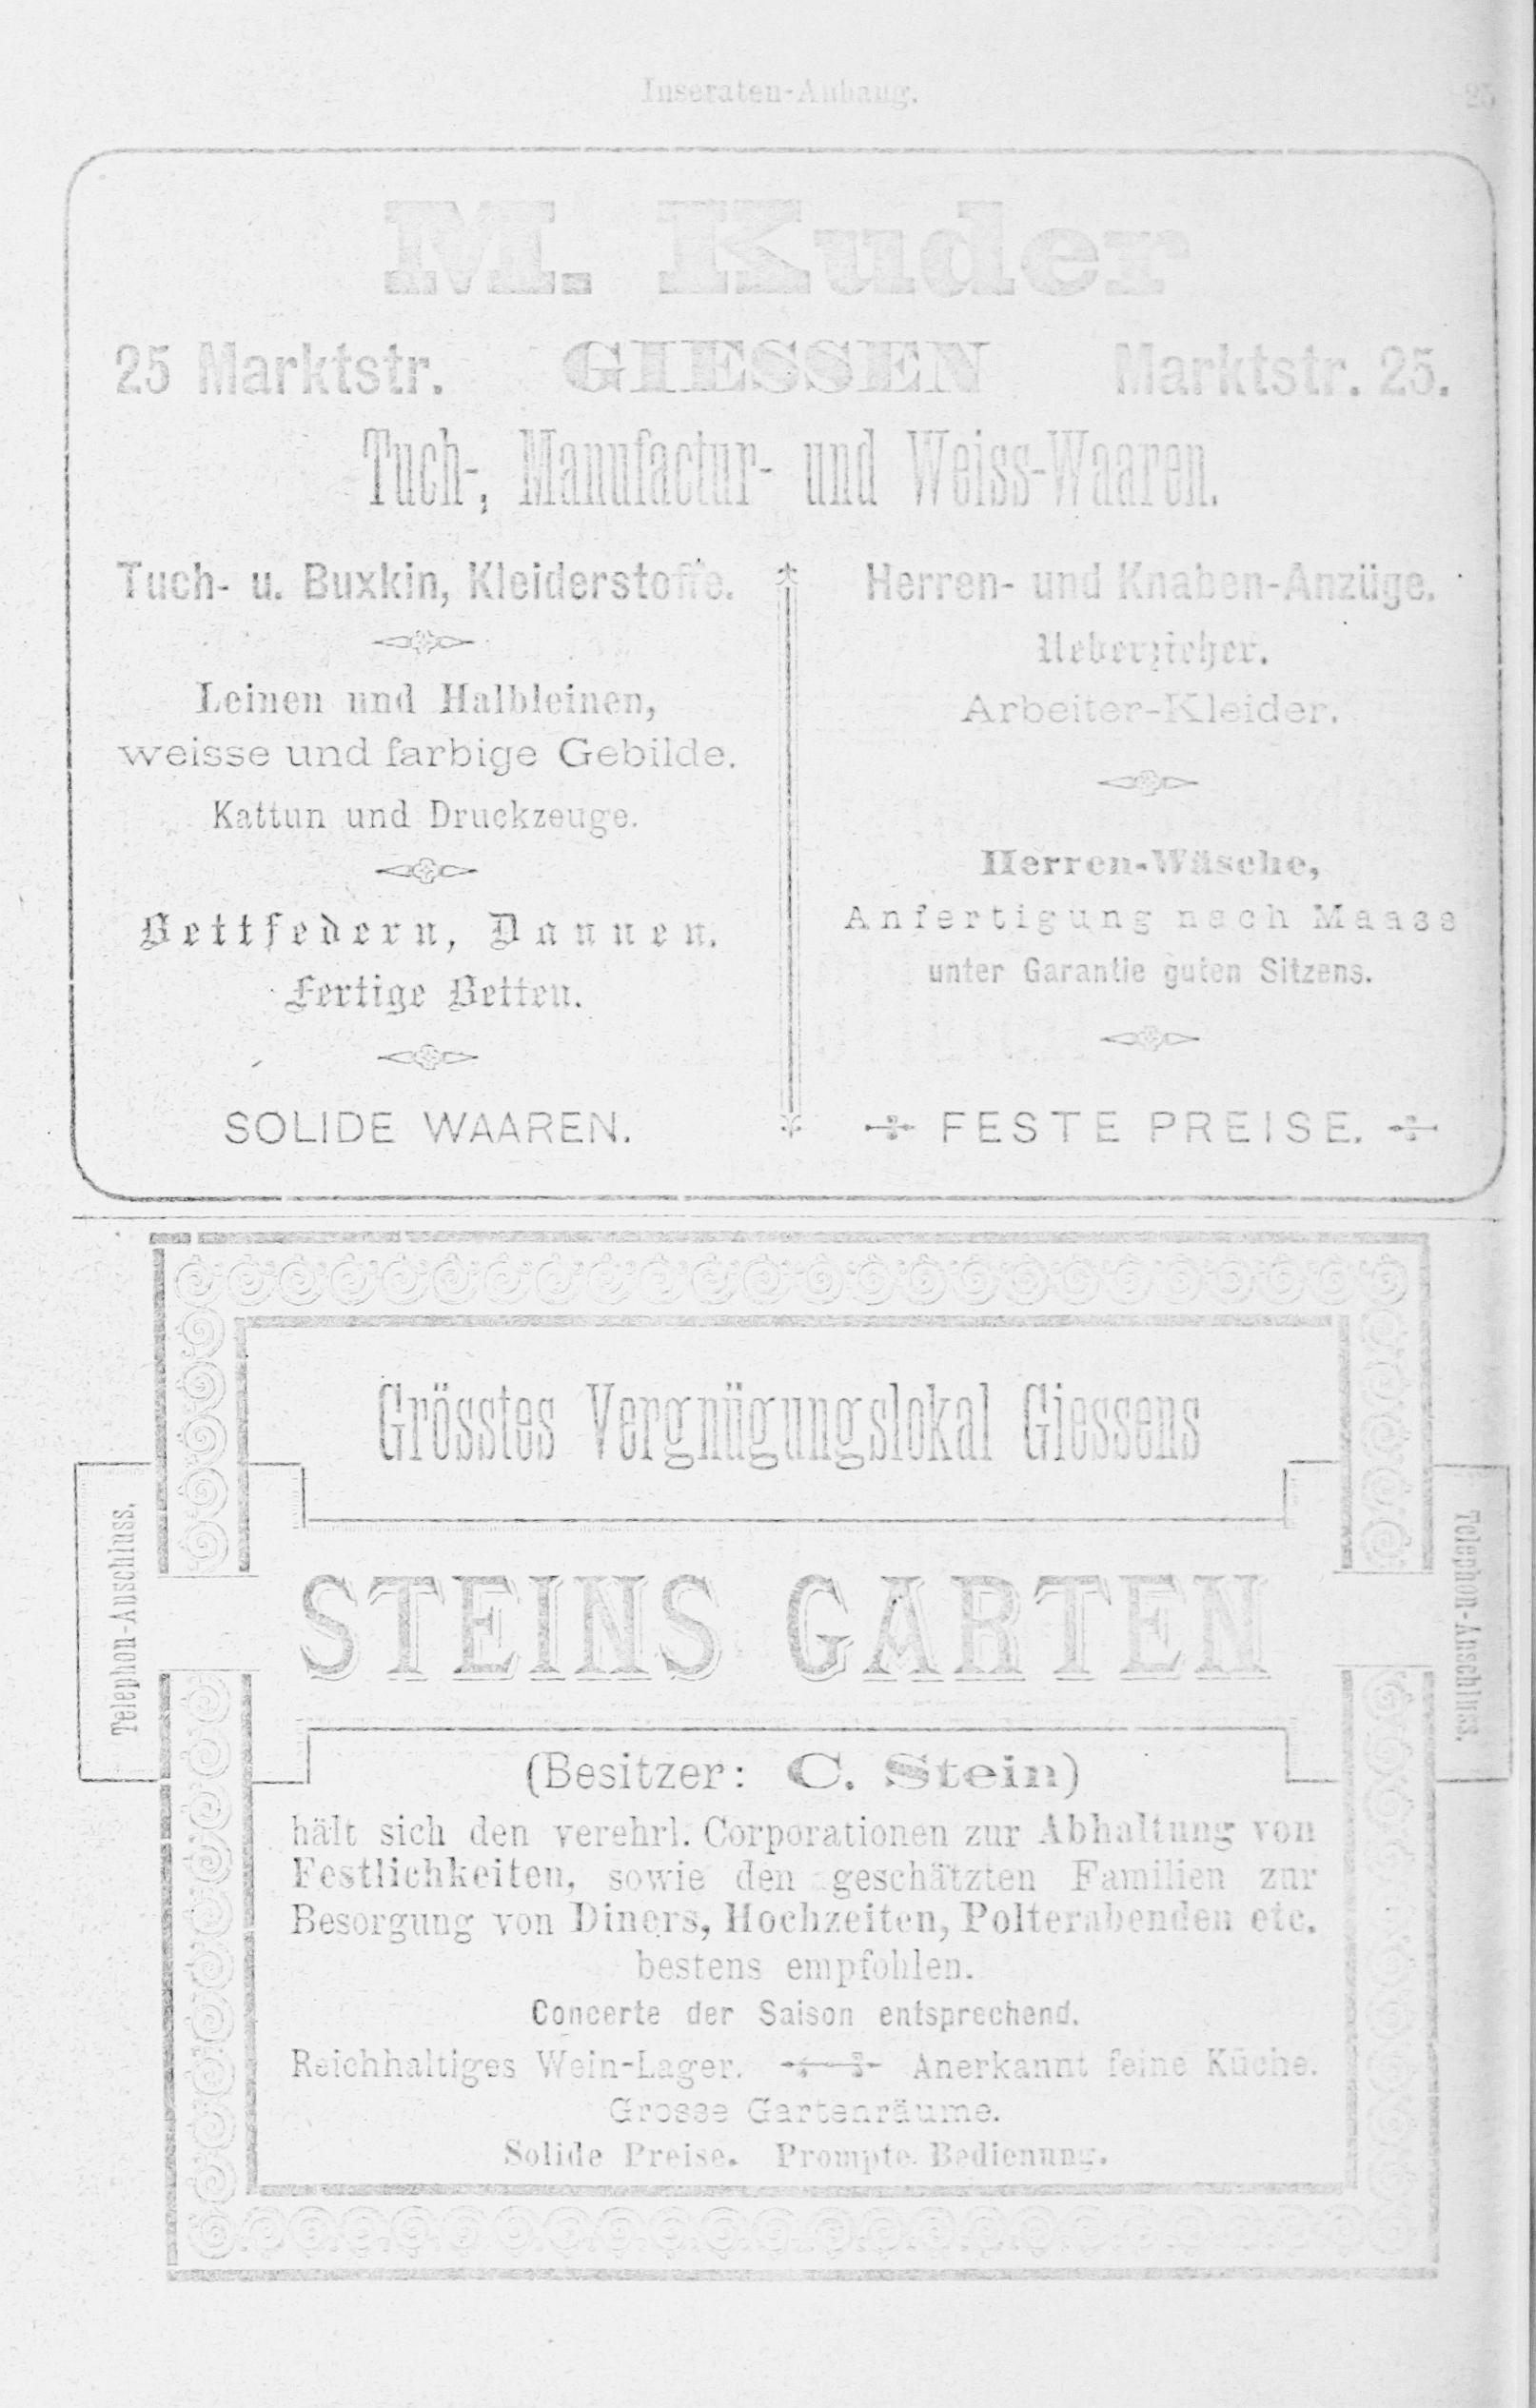 Inseraten-Anhang. 25
M. Kuder
25 Marktstr. GIESSEN Marktstr. 25.
Tuch-, Manufactur- und Weiss-Waaren.
Tuch- u. Buxkin, Kleiderstoffe.
Leinen und Halbleinen,
weisse und farbige Gebilde.
Kattun und Druckzeuge.
Bettfedern, Daunen.
Fertige Betten.
SOLIDE WAAREN.
Herren- und Knaben-Anzüge.
Ueberzieher.
Arbeiter-Kleider.
Herren-Wäsche,
Anfertigung nach Maass
unter Garantie guten Sitzens.
FESTE PREISE.
Grösstes Vergnügungslokal Giessens
Telephon-Anschluss.
STEINS GARTEN
Telephon-Anschluss.
(Besitzer: C. Stein)
hält sich den verehrl. Corporationen zur Abhaltung von
Festlichkeiten, sowie den geschätzten Familien zur
Besorgung von Diners, Hochzeiten, Polterabenden etc.
bestens empfohlen.
Concerte der Saison entsprechend.
Reichhaltiges Wein-Lager. Anerkannt feine Küche.
Grosse Gartenräume.
Solide Preise. Prompte Bedienung.